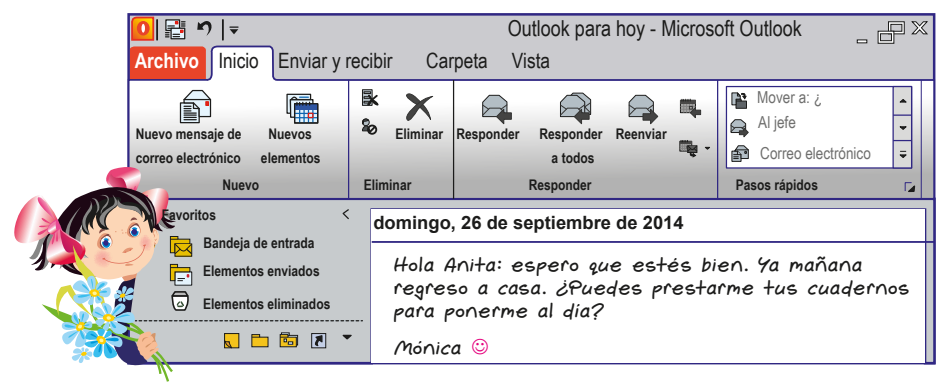 Outlook para hoy - Microsoft Outlook
Archivo Inicio Enviar y recibir Carpeta Vista
Nuevo mensaje de correo electrónico
Nuevos elementos
Nuevo
Eliminar
Eliminar
Responder
Responder a todos
Reenviar
Responder
Mover a: ¿
Al jefe
Correo electrónico
Pasos rápidos
Favoritos
Bandeja de entrada
Elementos enviados
Elementos eliminados
domingo, 26 de septiembre de 2014
Hola Anita: espero que estés bien. Ya mañana
regreso a casa. ¿Puedes prestarme tus cuadernos
para ponerme al día?
Mónica ☺